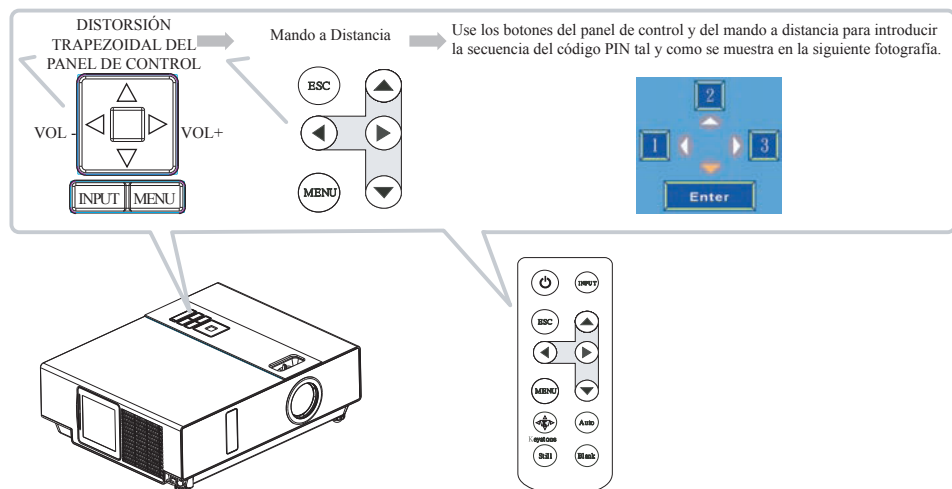 DISTORSIÓN
TRAPEZOIDAL DEL
PANEL DE CONTROL
VOL -
VOL+
INPUT MENU
Mando a Distancia
ESC
MENU
Use los botones del panel de control y del mando a distancia para introducir
la secuencia del código PIN tal y como se muestra en la siguiente fotografía.
2
1 3
Enter
INPUT
ESC
MENU
Auto
Keystone
Still Blank